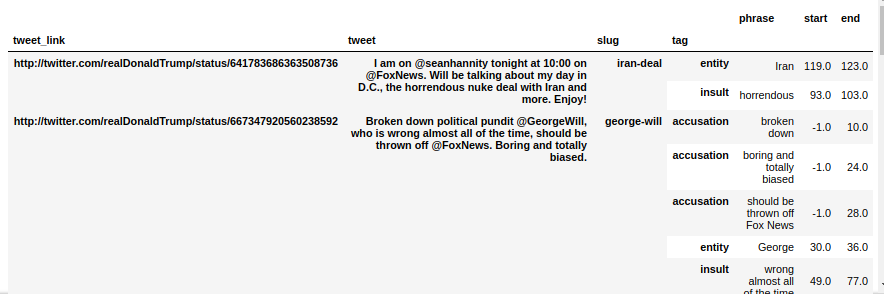 phrase start end
tweet_link tweet slug tag
http://twitter.com/realDonaldTrump/status/641783686363508736 I am on @seanhannity tonight at 10:00 on iran-deal entity Iran 119.0 123.0
@FoxNews. Will be talking about my day in
D.C., the horrendous nuke deal with Iran and insult horrendous 93.0 103.0
more. Enjoy!
http://twitter.com/realDonaldTrump/status/667347920560238592 Broken down political pundit @GeorgeWill, george-will accusation broken -1.0 10.0
who is wrong almost all of the time, should be down
thrown off @FoxNews. Boring and totally
biased. accusation boring and -1.0 24.0
totally
biased
accusation should be -1.0 28.0
thrown off
Fox News
entity George 30.0 36.0
insult wrong 49.0 77.0
almost all
of the time